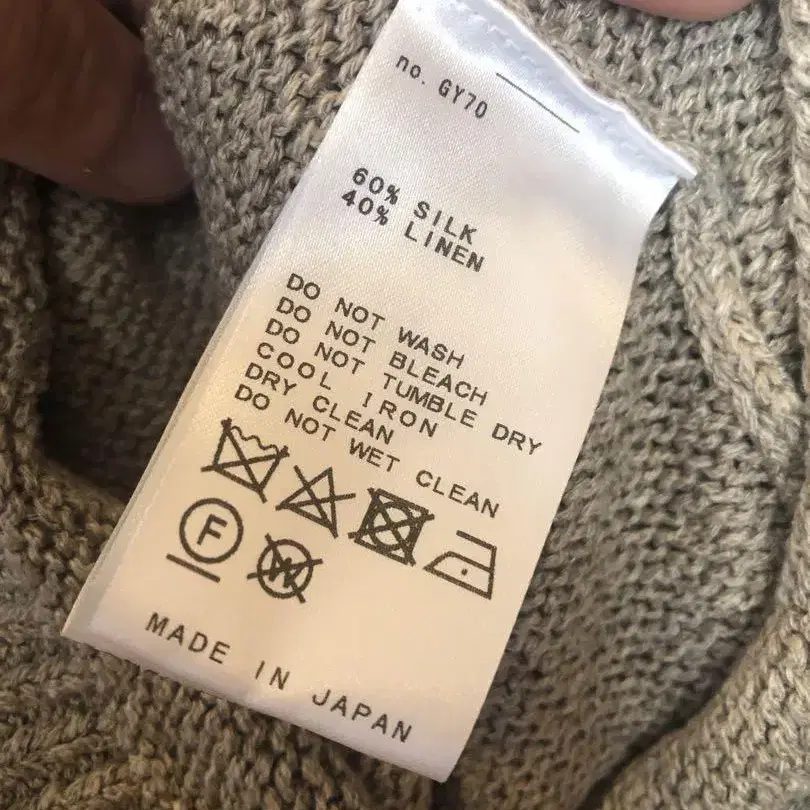 no. GY70
60% SILK
40% LINEN
DO NOT WASH
DO NOT BLEACH
DO NOT TUMBLE DRY
COOL IRON
DRY CLEAN
DO NOT WET CLEAN
F
W
MADE IN JAPAN